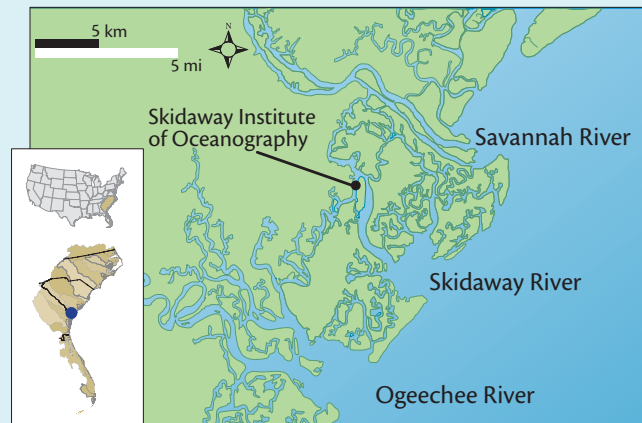 5 km
5 mi
N
Skidaway Institute
of Oceanography
Savannah River
Skidaway River
Ogeechee River